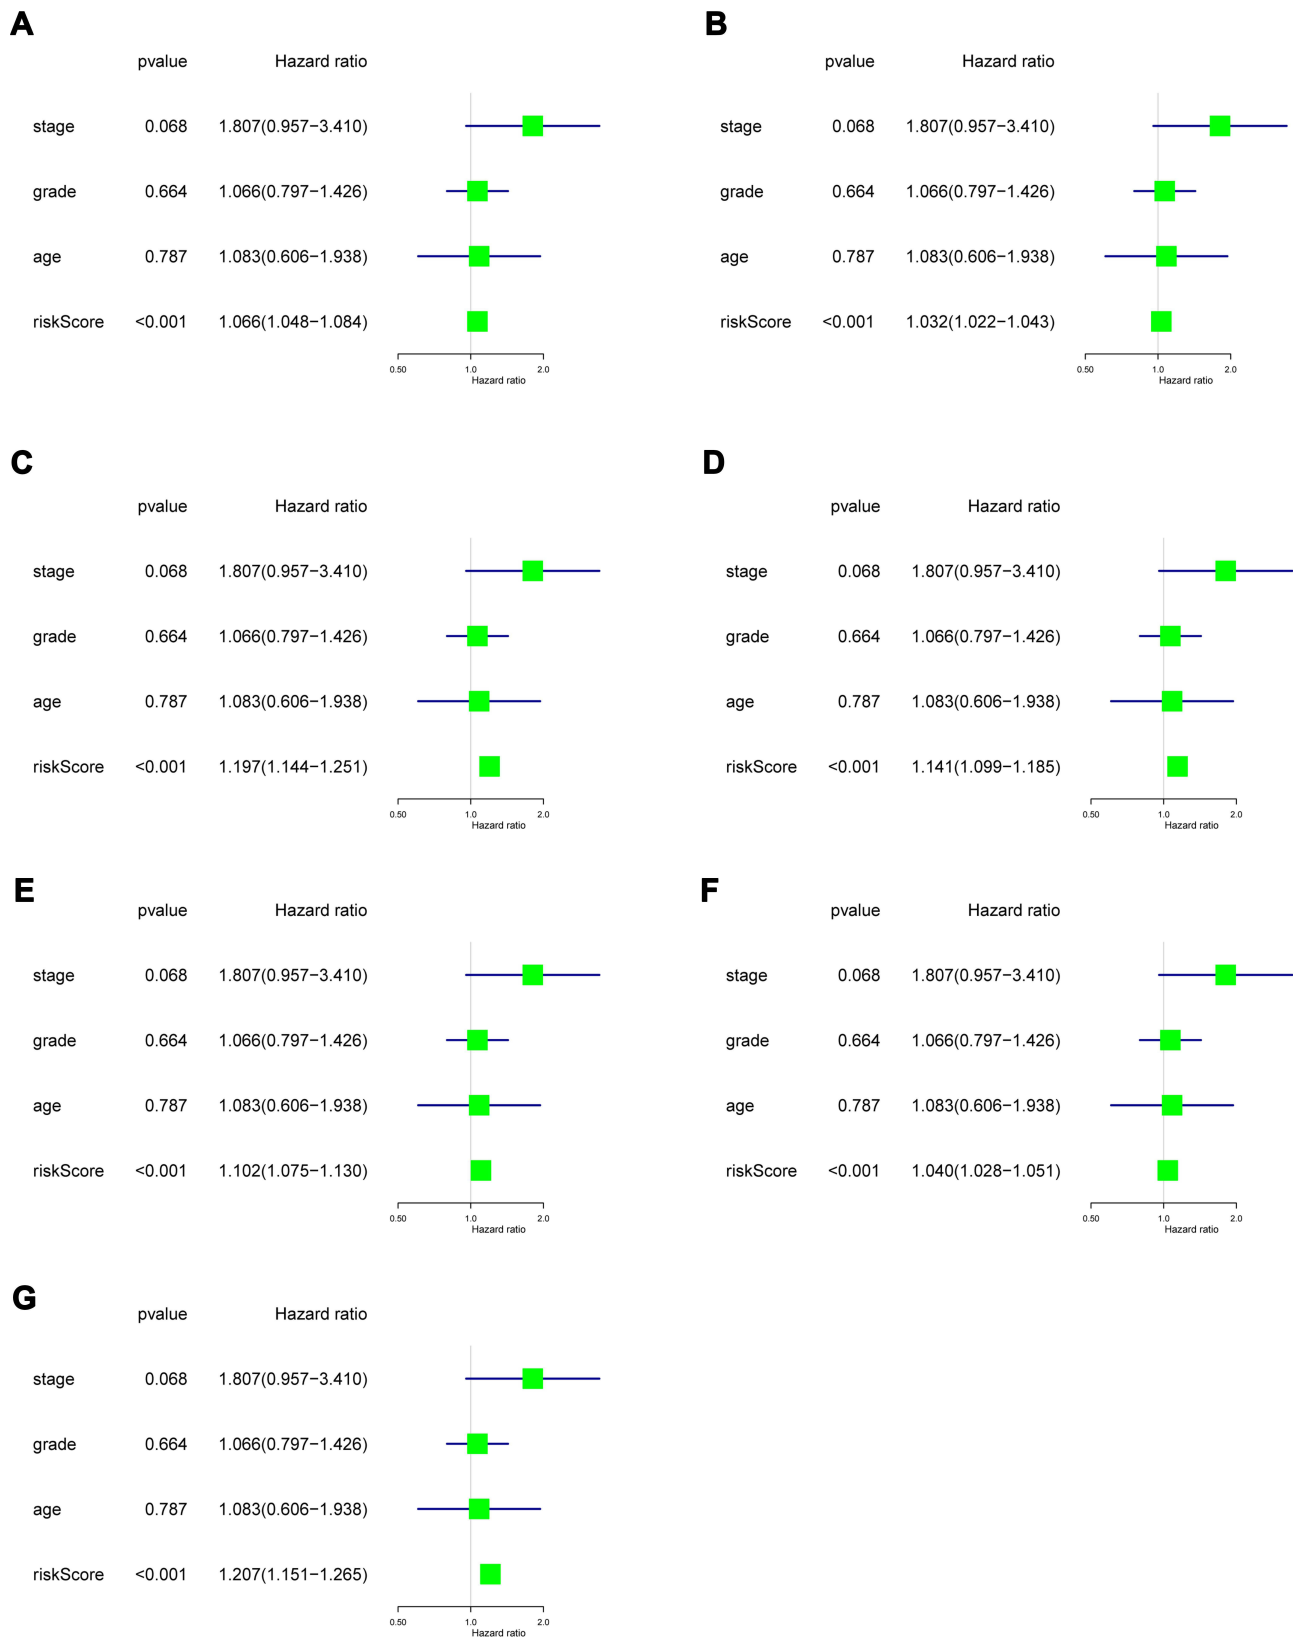 A
pvalue Hazard ratio
stage 0.068 1.807(0.957−3.410)
grade 0.664 1.066(0.797−1.426)
age 0.787 1.083(0.606−1.938)
riskScore <0.001 1.066(1.048−1.084)
0.50 1.0 2.0
Hazard ratio
B
pvalue Hazard ratio
stage 0.068 1.807(0.957−3.410)
grade 0.664 1.066(0.797−1.426)
age 0.787 1.083(0.606−1.938)
riskScore <0.001 1.032(1.022−1.043)
0.50 1.0 2.0
Hazard ratio
C
pvalue Hazard ratio
stage 0.068 1.807(0.957−3.410)
grade 0.664 1.066(0.797−1.426)
age 0.787 1.083(0.606−1.938)
riskScore <0.001 1.197(1.144−1.251)
0.50 1.0 2.0
Hazard ratio
D
pvalue Hazard ratio
stage 0.068 1.807(0.957−3.410)
grade 0.664 1.066(0.797−1.426)
age 0.787 1.083(0.606−1.938)
riskScore <0.001 1.141(1.099−1.185)
0.50 1.0 2.0
Hazard ratio
E
pvalue Hazard ratio
stage 0.068 1.807(0.957−3.410)
grade 0.664 1.066(0.797−1.426)
age 0.787 1.083(0.606−1.938)
riskScore <0.001 1.102(1.075−1.130)
0.50 1.0 2.0
Hazard ratio
F
pvalue Hazard ratio
stage 0.068 1.807(0.957−3.410)
grade 0.664 1.066(0.797−1.426)
age 0.787 1.083(0.606−1.938)
riskScore <0.001 1.040(1.028−1.051)
0.50 1.0 2.0
Hazard ratio
G
pvalue Hazard ratio
stage 0.068 1.807(0.957−3.410)
grade 0.664 1.066(0.797−1.426)
age 0.787 1.083(0.606−1.938)
riskScore <0.001 1.207(1.151−1.265)
0.50 1.0 2.0
Hazard ratio